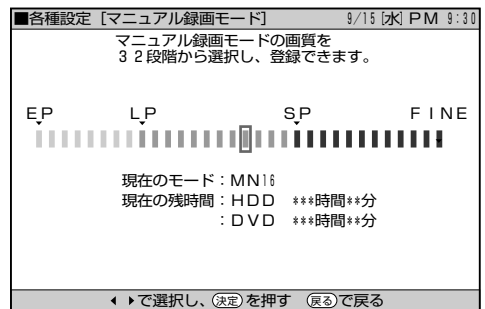 ■各種設定［マニュアル録画モード］ 9/15[水]PM 9:30
マニュアル録画モードの画質を
３２段階から選択し、登録できます。
EP LP SP FINE
現在のモード：MN16
現在の残時間：HDD ***時間**分
：DVD ***時間**分
で選択し、決定を押す 戻るで戻る